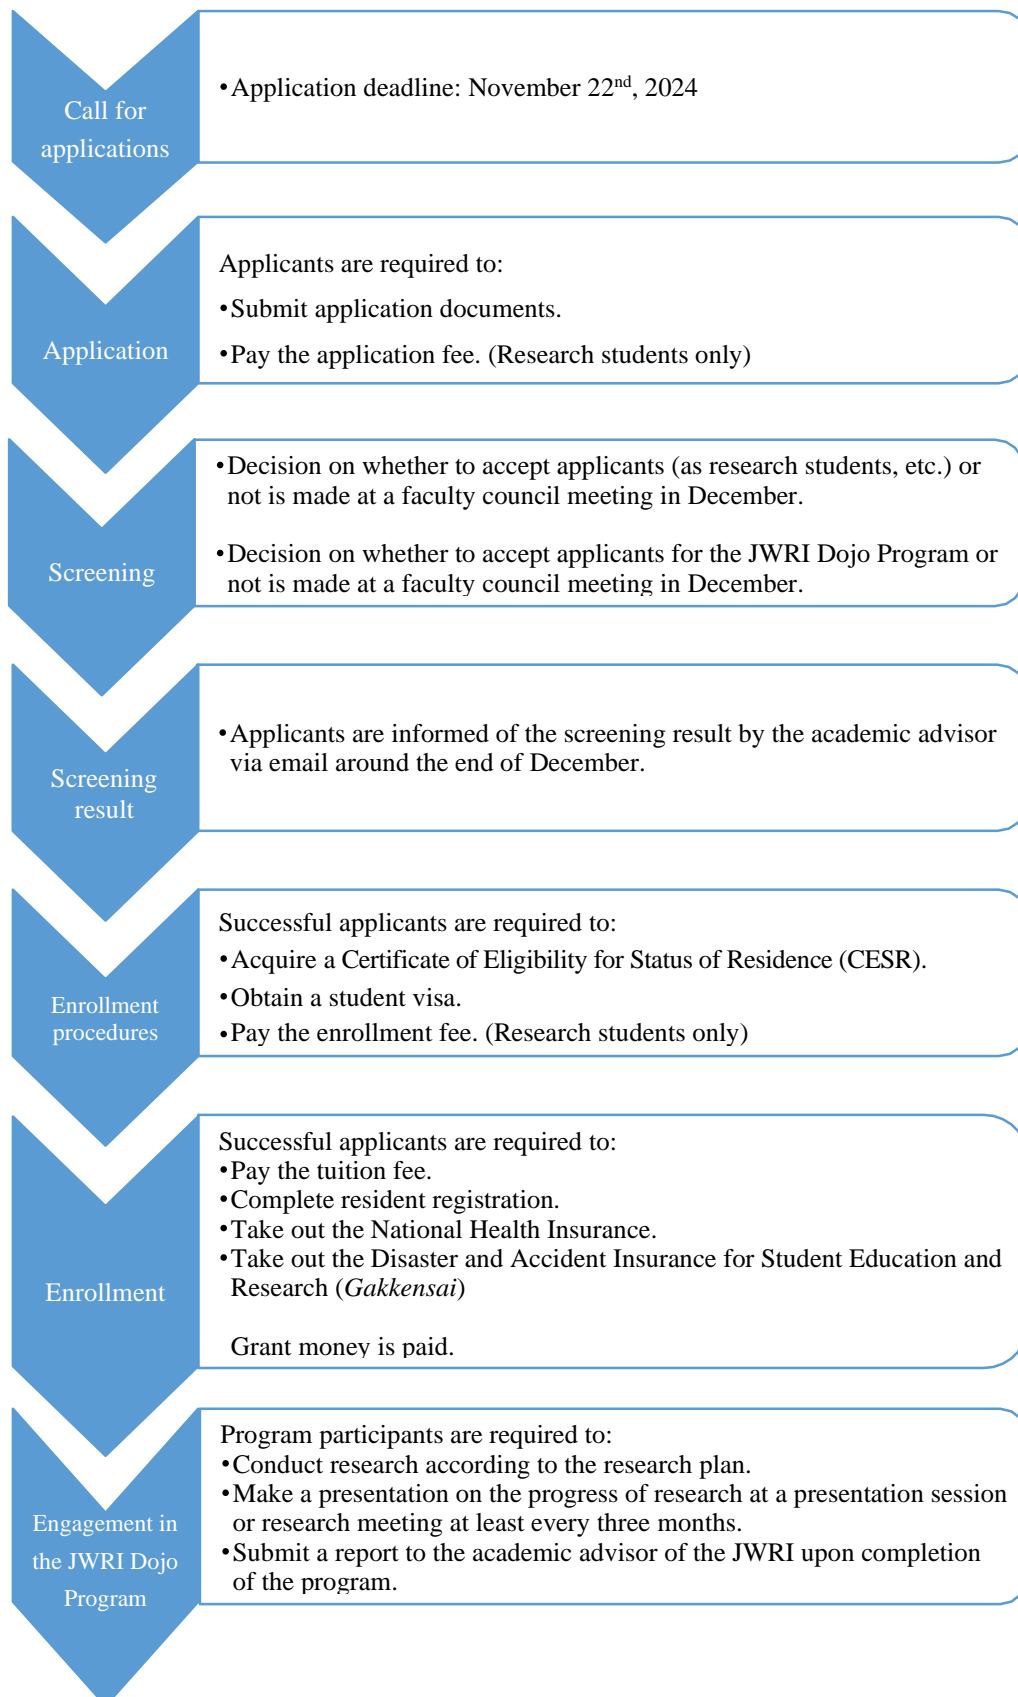 Call for
applications
•Application deadline: November 22nd, 2024
Application
Applicants are required to:
•Submit application documents.
•Pay the application fee. (Research students only)
Screening
•Decision on whether to accept applicants (as research students, etc.) or
not is made at a faculty council meeting in December.
•Decision on whether to accept applicants for the JWRI Dojo Program or
not is made at a faculty council meeting in December.
Screening
result
•Applicants are informed of the screening result by the academic advisor
via email around the end of December.
Enrollment
procedures
Successful applicants are required to:
•Acquire a Certificate of Eligibility for Status of Residence (CESR).
•Obtain a student visa.
•Pay the enrollment fee. (Research students only)
Enrollment
Successful applicants are required to:
•Pay the tuition fee.
•Complete resident registration.
•Take out the National Health Insurance.
•Take out the Disaster and Accident Insurance for Student Education and
Research (Gakkensai)
Grant money is paid.
Engagement in
the JWRI Dojo
Program
Program participants are required to:
•Conduct research according to the research plan.
•Make a presentation on the progress of research at a presentation session
or research meeting at least every three months.
•Submit a report to the academic advisor of the JWRI upon completion
of the program.